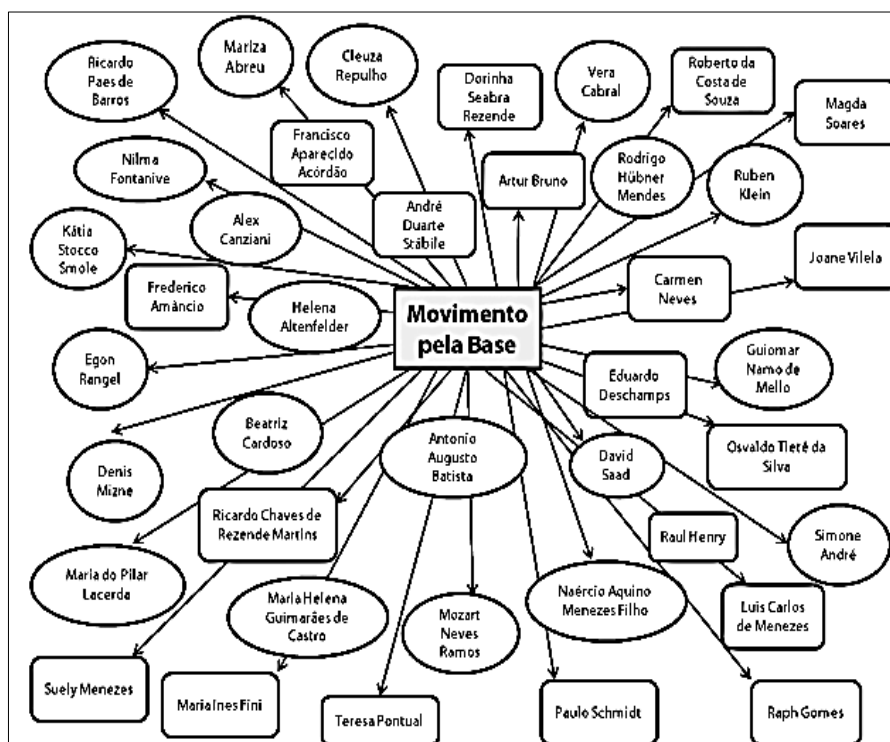 Ricardo
Paes de
Barros
Mariza
Abreu
Cleuza
Repulho
Dorinha
Seabra
Rezende
Vera
Cabral
Roberto da
Costa de
Souza
Magda
Soares
Francisco
Aparecido
Acórdão
Nilma
Fontanive
Artur Bruno
Rodrigo
Hübner
Mendes
Ruben
Klein
Alex
Canziani
André
Duarte
Stábile
Kátia
Stocco
Smole
Joane Vilela
Frederico
Amâncio
Helena
Altenfelder
Carmen
Neves
Movimento
pela Base
Egon
Rangel
Eduardo
Deschamps
Guiomar
Namo de
Mello
Beatriz
Cardoso
Antonio
Augusto
Batista
David
Saad
Osvaldo Tieté da
Silva
Denis
Mizne
Ricardo Chaves de
Rezende Martins
Raul Henry
Simone
André
Maria do Pilar
Lacerda
Maria Helena
Guimarães de
Castro
Mozart
Neves
Ramos
Naércio Aquino
Menezes Filho
Luis Carlos
de Menezes
Suely Menezes
Maria Ines Fini
Teresa Pontual
Paulo Schmidt
Raph Gomes